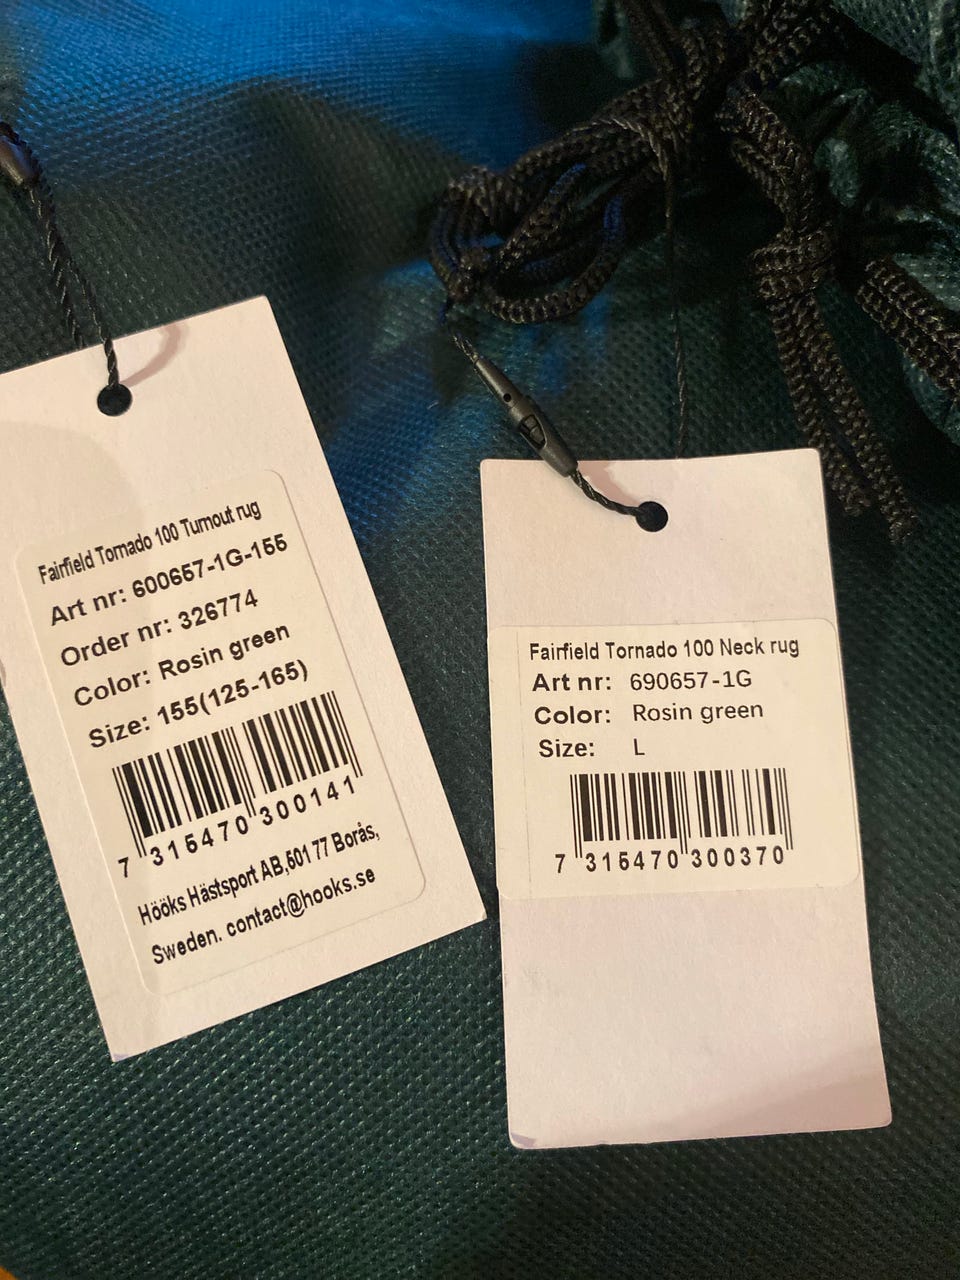 Fairfield Tornado 100 Turnout rug
Art nr: 600657-1G-155
Order nr: 326774
Color: Rosin green
Size: 155(125-165)
7 315470 300141
Hööks Hästsport AB,501 77 Borås,
Sweden. contact@hooks.se
Fairfield Tornado 100 Neck rug
Art nr: 690657-1G
Color: Rosin green
Size: L
7 315470 300370